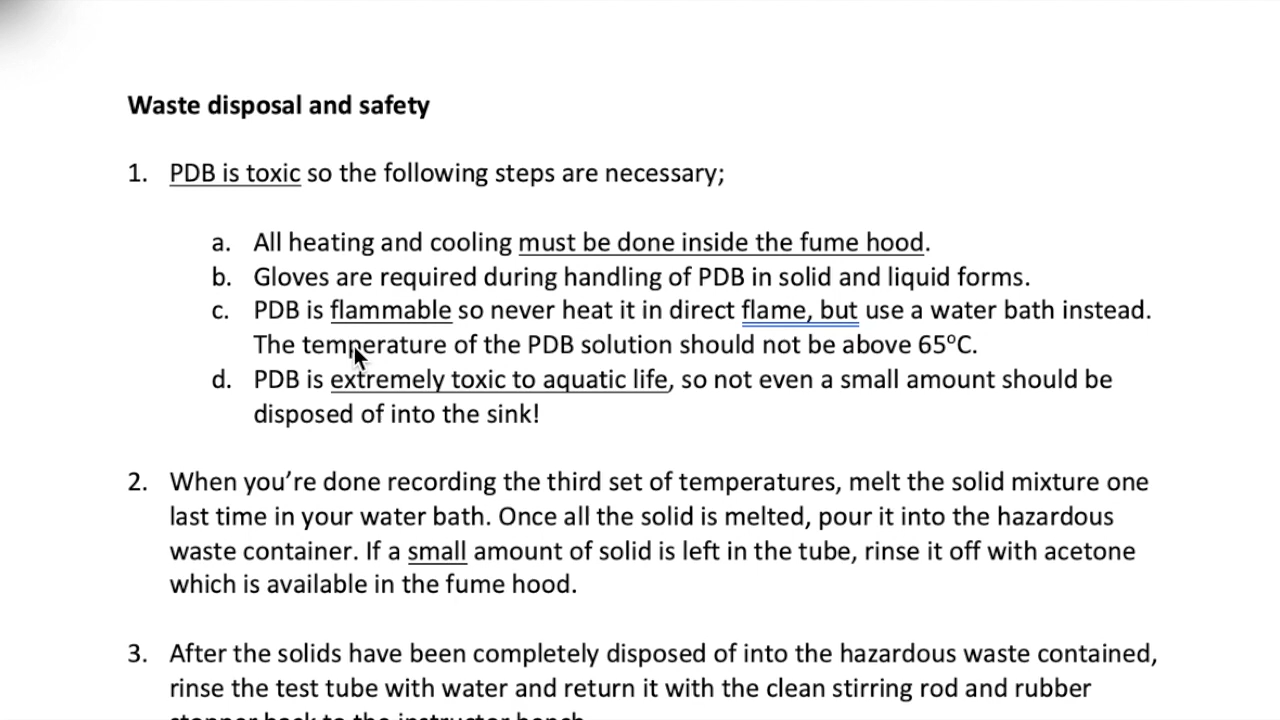 Waste disposal and safety
1. PDB is toxic so the following steps are necessary;
a. All heating and cooling must be done inside the fume hood.
b. Gloves are required during handling of PDB in solid and liquid forms.
c. PDB is flammable so never heat it in direct flame, but use a water bath instead.
The temperature of the PDB solution should not be above 65°C.
d. PDB is extremely toxic to aquatic life, so not even a small amount should be
disposed of into the sink!
2. When you’re done recording the third set of temperatures, melt the solid mixture one
last time in your water bath. Once all the solid is melted, pour it into the hazardous
waste container. If a small amount of solid is left in the tube, rinse it off with acetone
which is available in the fume hood.
3. After the solids have been completely disposed of into the hazardous waste contained,
rinse the test tube with water and return it with the clean stirring rod and rubber
stopper back to the instructor bench.